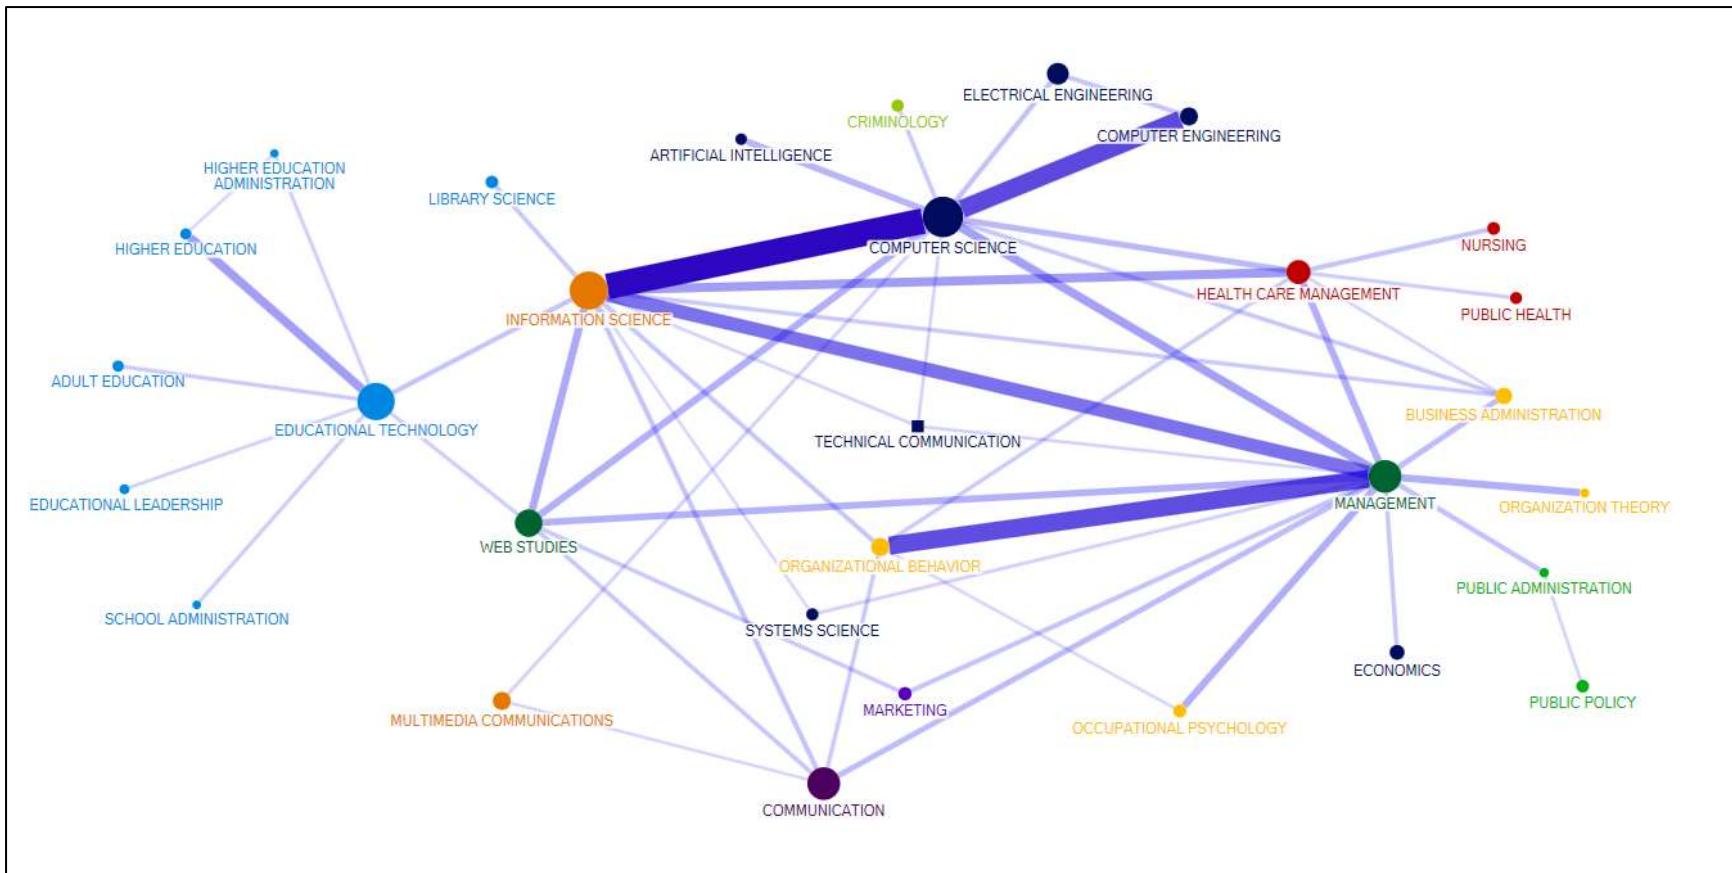 ELECTRICAL ENGINEERING
CRIMINOLOGY
COMPUTER ENGINEERING
ARTIFICIAL INTELLIGENCE
HIGHER EDUCATION
ADMINISTRATION
LIBRARY SCIENCE
HIGHER EDUCATION
COMPUTER SCIENCE
NURSING
HEALTH CARE MANAGEMENT
PUBLIC HEALTH
INFORMATION SCIENCE
ADULT EDUCATION
BUSINESS ADMINISTRATION
EDUCATIONAL TECHNOLOGY
TECHNICAL COMMUNICATION
EDUCATIONAL LEADERSHIP
MANAGEMENT
ORGANIZATION THEORY
WEB STUDIES
ORGANIZATIONAL BEHAVIOR
PUBLIC ADMINISTRATION
SCHOOL ADMINISTRATION
SYSTEMS SCIENCE
ECONOMICS
PUBLIC POLICY
MARKETING
MULTIMEDIA COMMUNICATIONS
OCCUPATIONAL PSYCHOLOGY
COMMUNICATION